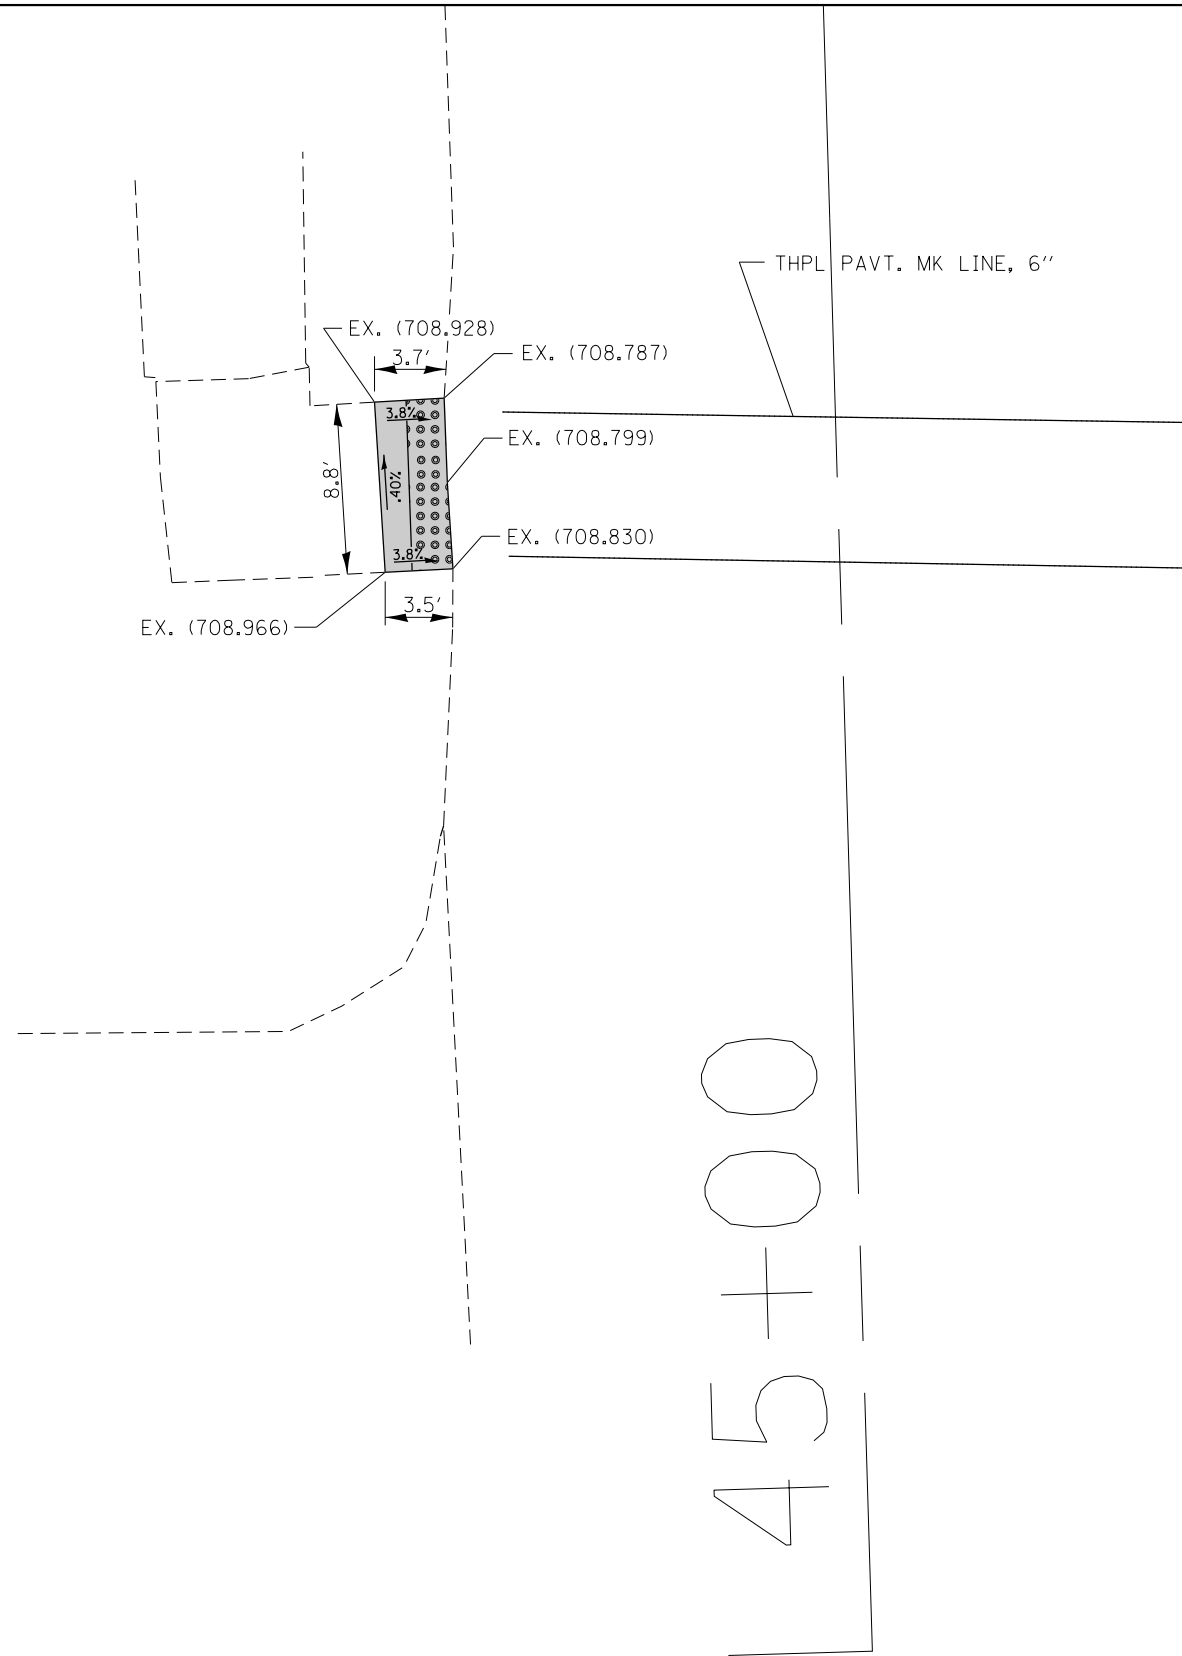 THPL PAVT. MK LINE, 6''
EX. (708.928)
3.7'
EX. (708.787)
3.8%
EX. (708.799)
8.8'
.40%
EX. (708.830)
3.8%
3.5'
EX. (708.966)
45+00